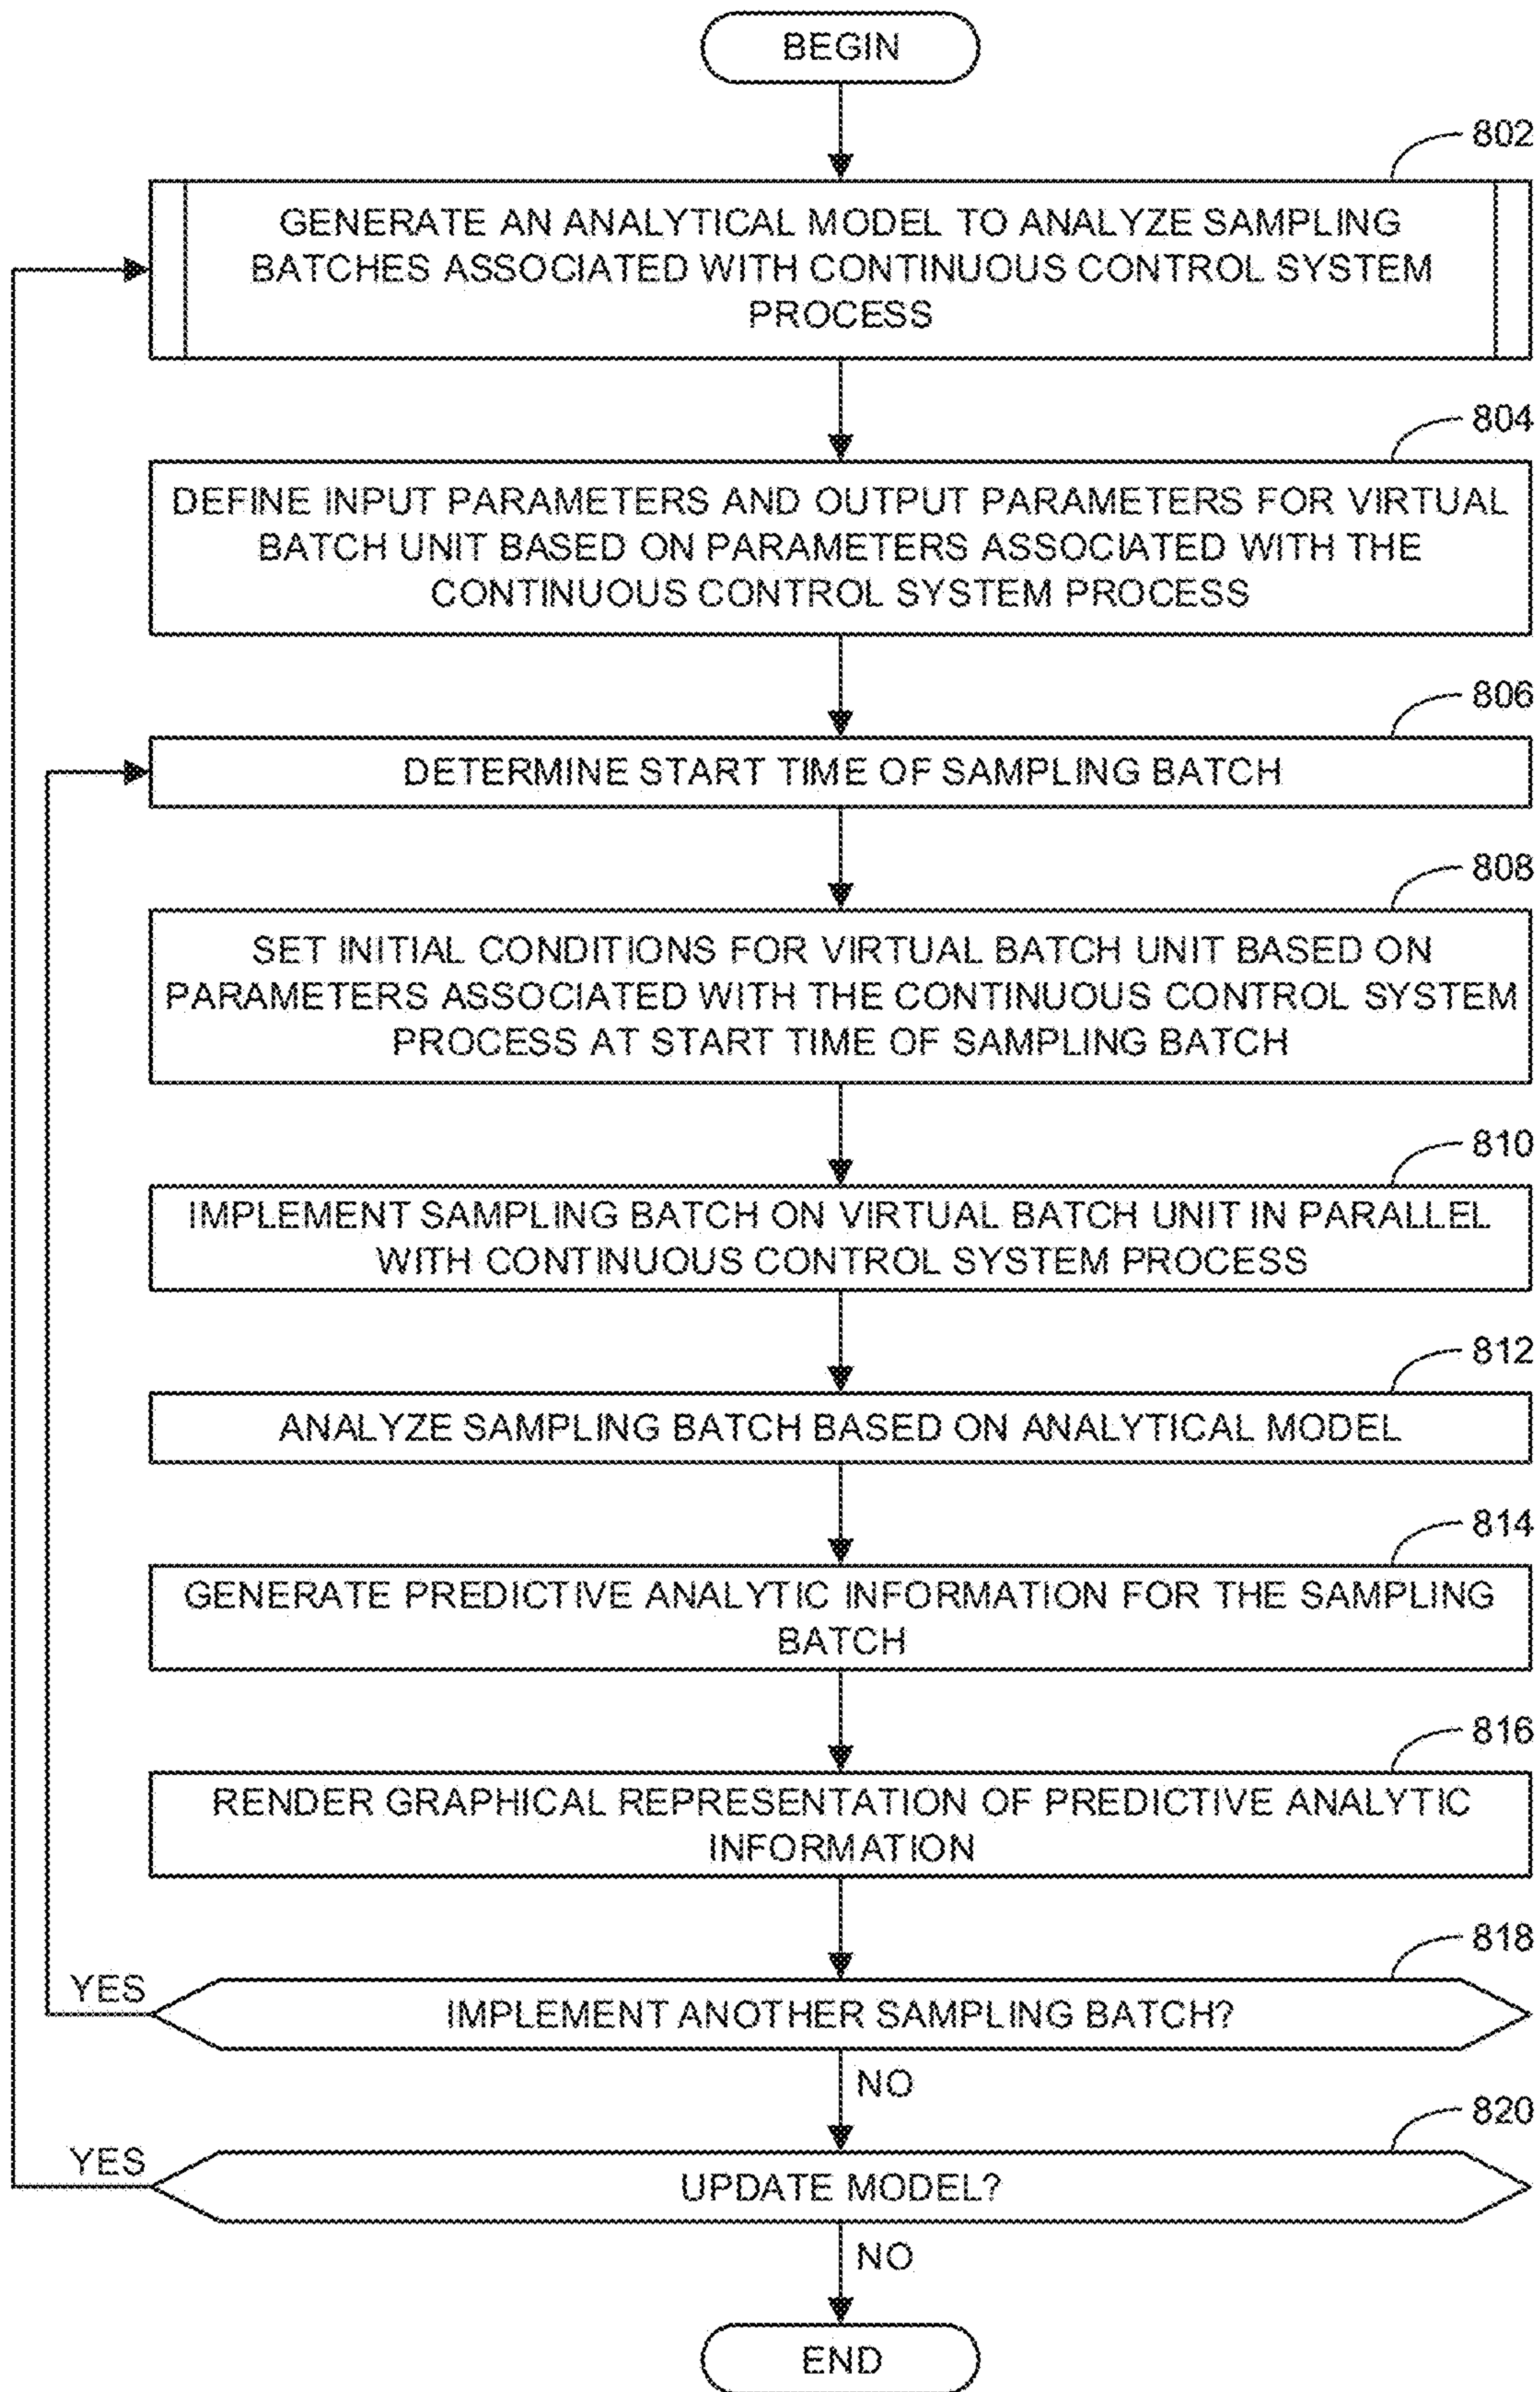 BEGIN
802
GENERATE AN ANALYTICAL MODEL TO ANALYZE SAMPLING
BATCHES ASSOCIATED WITH CONTINUOUS CONTROL SYSTEM
PROCESS
804
DEFINE INPUT PARAMETERS AND OUTPUT PARAMETERS FOR VIRTUAL
BATCH UNIT BASED ON PARAMETERS ASSOCIATED WITH THE
CONTINUOUS CONTROL SYSTEM PROCESS
806
DETERMINE START TIME OF SAMPLING BATCH
808
SET INITIAL CONDITIONS FOR VIRTUAL BATCH UNIT BASED ON
PARAMETERS ASSOCIATED WITH THE CONTINUOUS CONTROL SYSTEM
PROCESS AT START TIME OF SAMPLING BATCH
810
IMPLEMENT SAMPLING BATCH ON VIRTUAL BATCH UNIT IN PARALLEL
WITH CONTINUOUS CONTROL SYSTEM PROCESS
812
ANALYZE SAMPLING BATCH BASED ON ANALYTICAL MODEL
814
GENERATE PREDICTIVE ANALYTIC INFORMATION FOR THE SAMPLING
BATCH
816
RENDER GRAPHICAL REPRESENTATION OF PREDICTIVE ANALYTIC
INFORMATION
818
YES
IMPLEMENT ANOTHER SAMPLING BATCH?
NO
820
YES
UPDATE MODEL?
NO
END